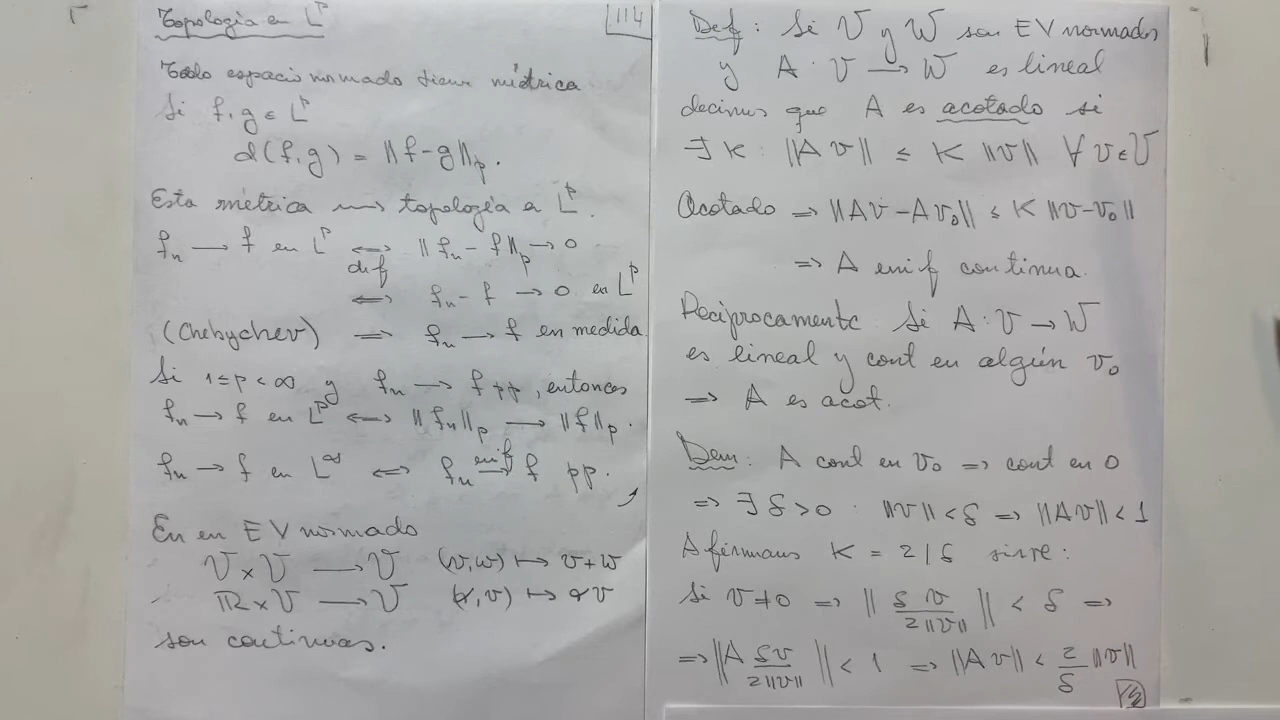 Topología en L^p
114
Todo espacio normado tiene métrica
Si f, g ∈ L^p
d(f,g) = ||f-g||_p.
Esta métrica ⟿ topología a L^p.
f_n → f en L^p ⟺ ||f_n - f||_p → 0
def
⟺ f_n - f → 0 en L^p
(Chebychev) ⟹ f_n → f en medida.
Si 1≤p<∞ y f_n → f pp, entonces
f_n → f en L^p ⟺ ||f_n||_p → ||f||_p.
f_n → f en L^∞ ⟺ f_n →^{unif} f pp.
En un EV normado
V×V → V (v,w) ↦ v+w
ℝ×V → V (α,v) ↦ αv
son continuas.
Def: Si V y W son EV normados
y A: V → W es lineal
decimos que A es acotado si
∃ K: ||Av|| ≤ K ||v|| ∀ v∈V
Acotado ⟹ ||Av - Av_0|| ≤ K ||v-v_0||
⟹ A unif continua.
Recíprocamente Si A: V → W
es lineal y cont en algún v_0
⟹ A es acot.
Dem: A cont en v_0 ⟹ cont en 0
⟹ ∃ δ>0 : ||v||<δ ⟹ ||Av||<1
Afirmamos K = 2/δ sirve:
Si v≠0 ⟹ || δv/2||v|| || < δ ⟹
⟹ ||A δv/2||v|| || < 1 ⟹ ||Av|| < 2/δ ||v||